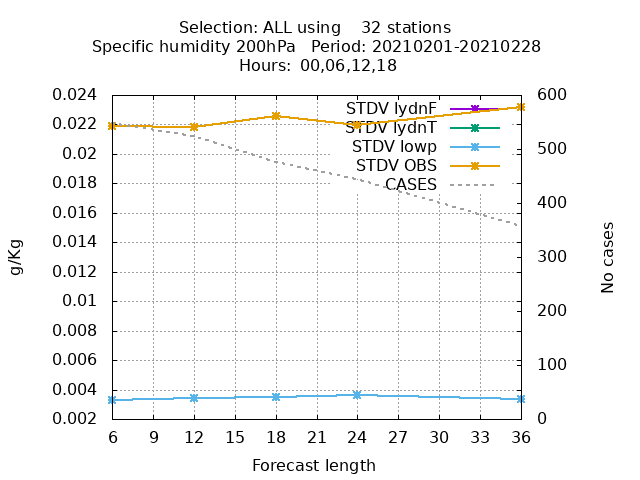 Selection: ALL using    32 stations
Specific humidity 200hPa   Period: 20210201-20210228
Hours: 00,06,12,18
0.024
0.022
0.02
0.018
0.016
0.014
0.012
0.01
0.008
0.006
0.004
0.002
g/Kg
STDV lydnF
STDV lydnT
STDV lowp
STDV OBS
CASES
600
500
400
300
200
100
0
No cases
6 9 12 15 18 21 24 27 30 33 36
Forecast length